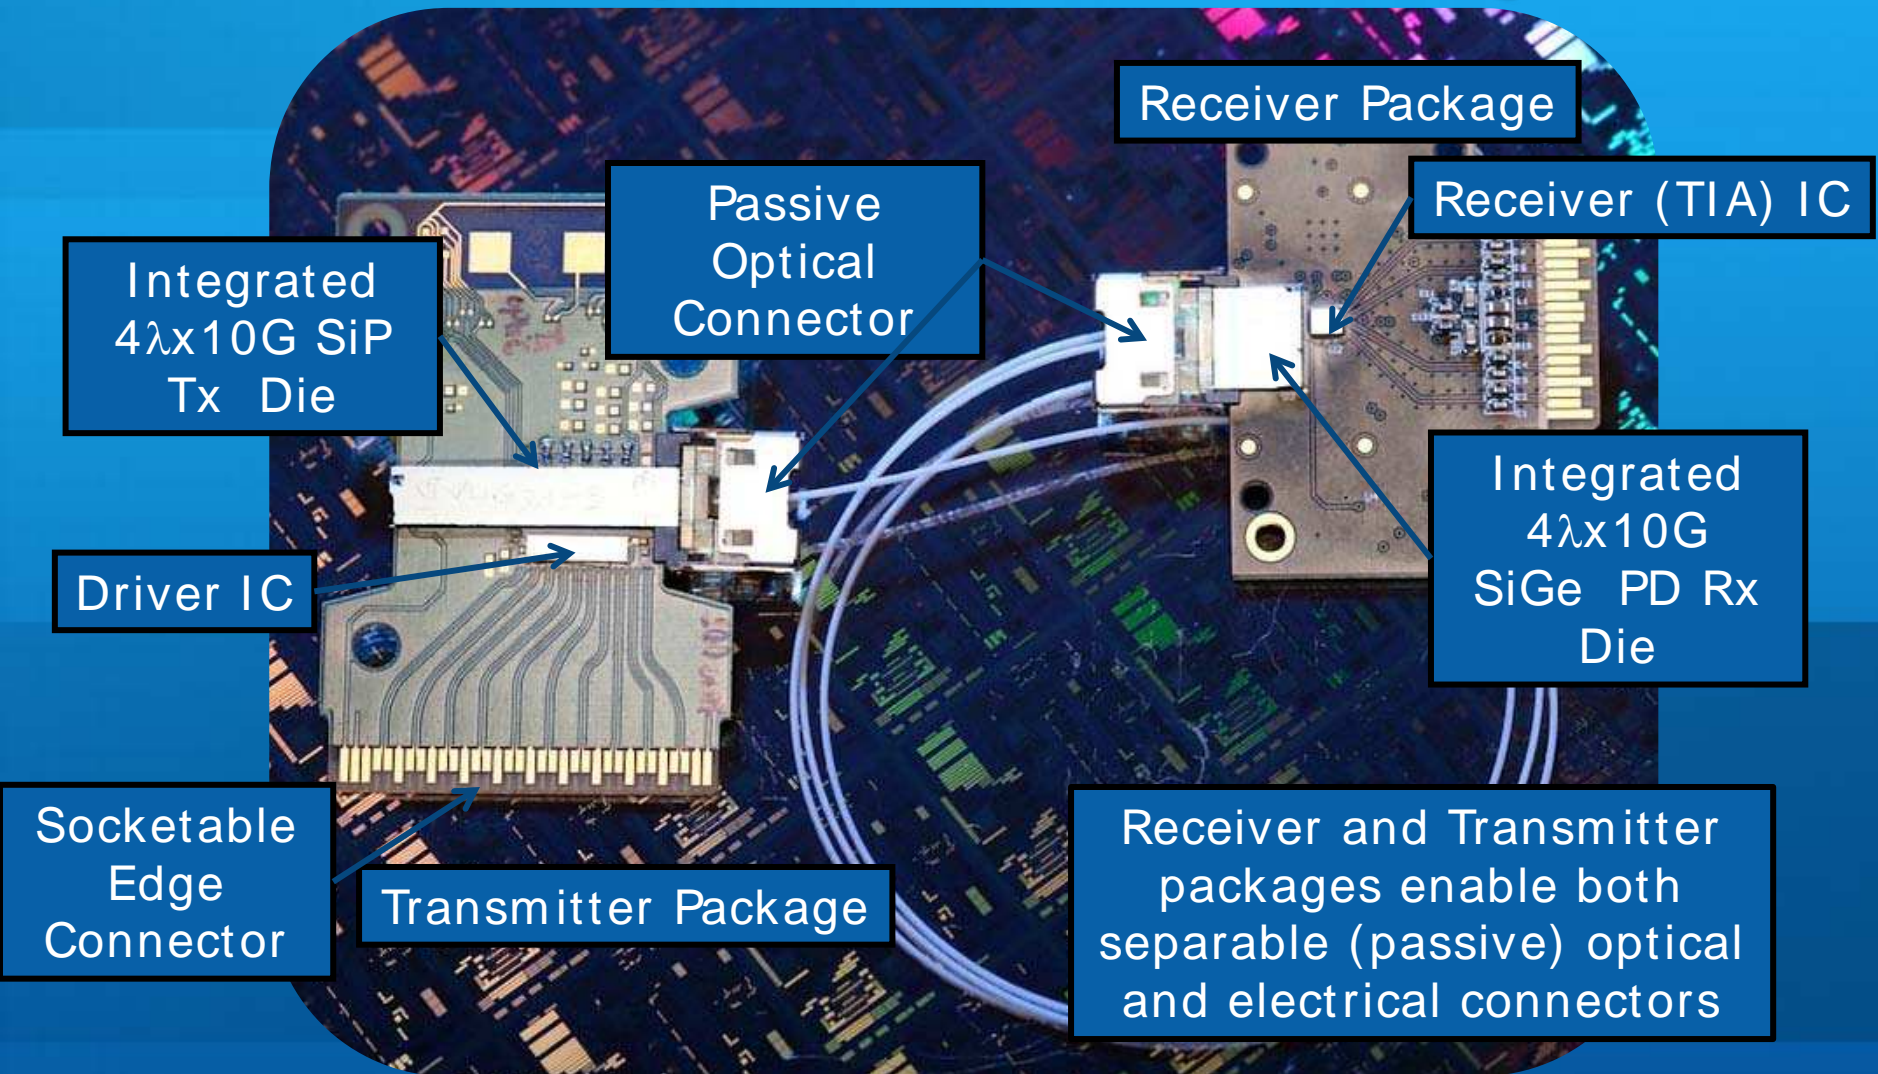 Receiver Package
Receiver (TIA) IC
Passive
Optical
Connector
Integrated
4λx10G SiP
Tx Die
Driver IC
Integrated
4λx10G
SiGe PD Rx
Die
Socketable
Edge
Connector
Transmitter Package
Receiver and Transmitter
packages enable both
separable (passive) optical
and electrical connectors